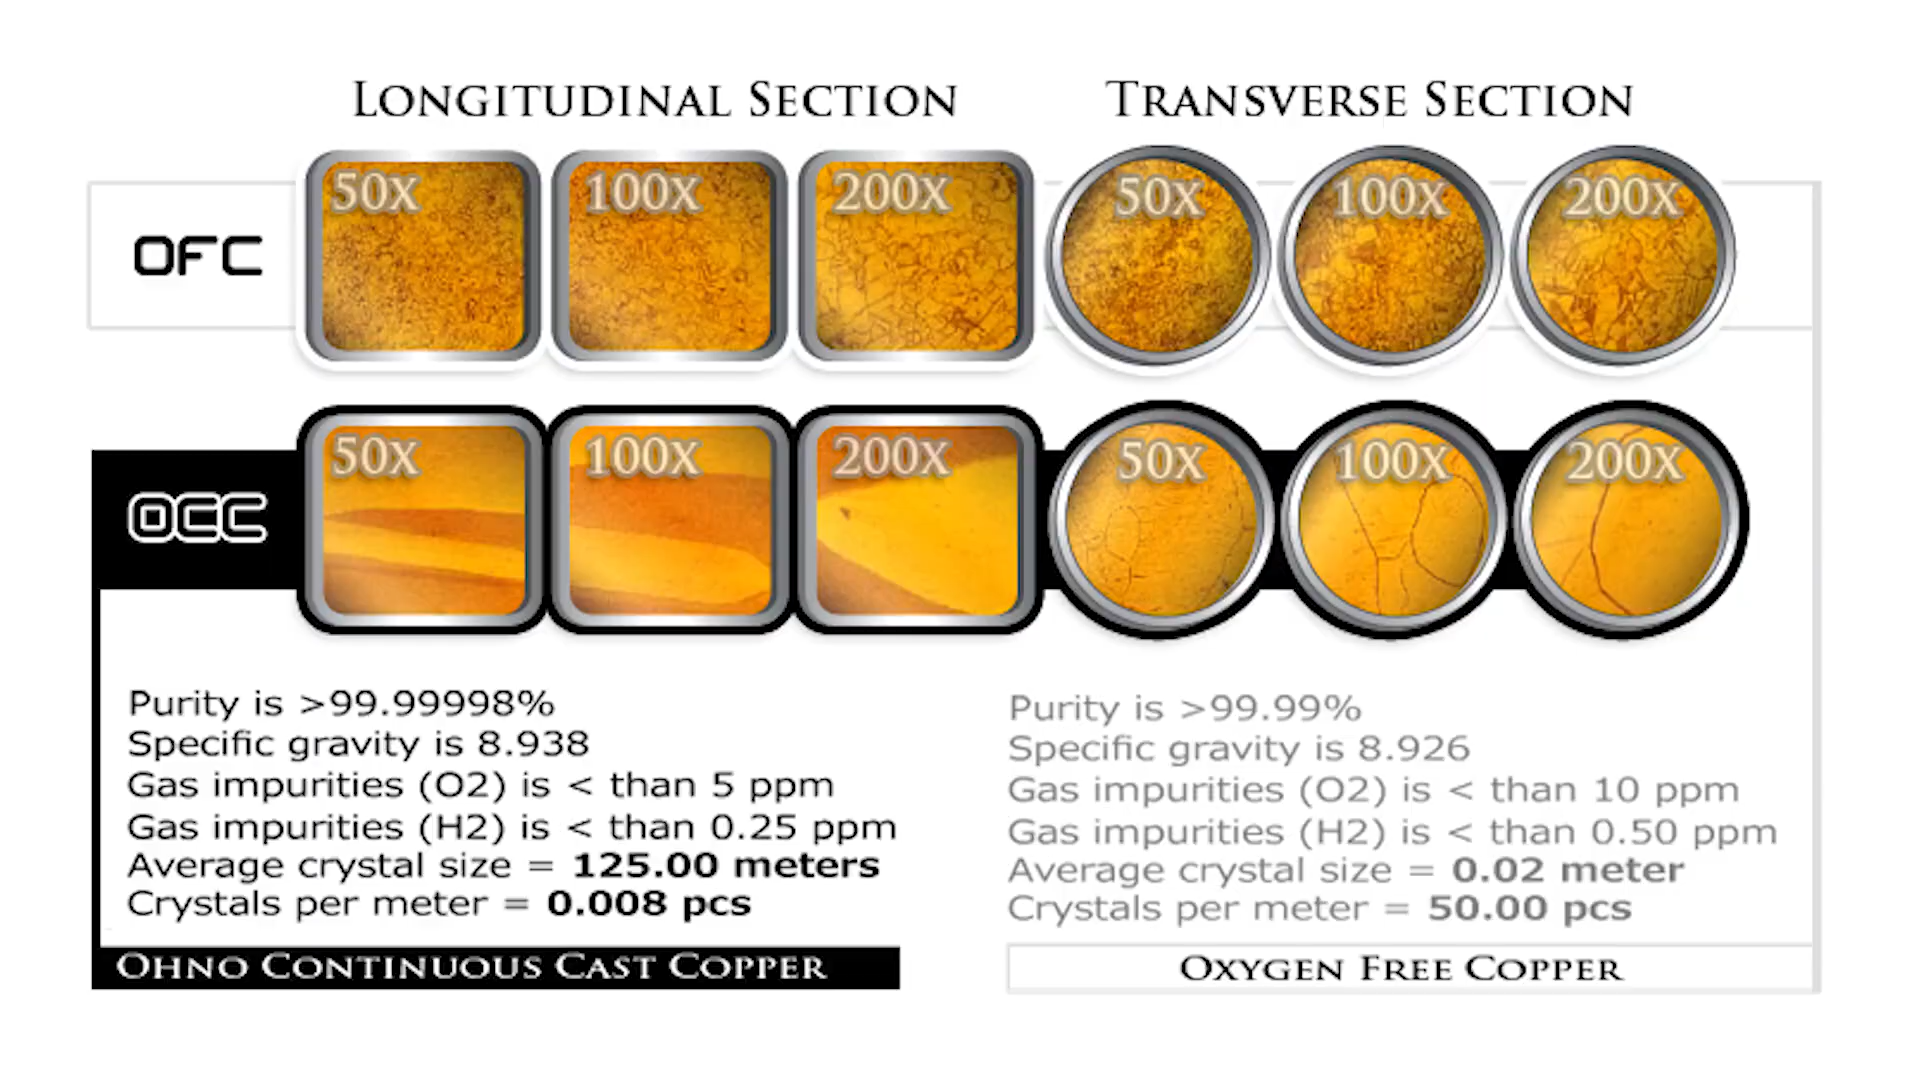 LONGITUDINAL SECTION
TRANSVERSE SECTION
OFC
50X
100X
200X
50X
100X
200X
OCC
50X
100X
200X
50X
100X
200X
Purity is >99.99998%
Specific gravity is 8.938
Gas impurities (O2) is < than 5 ppm
Gas impurities (H2) is < than 0.25 ppm
Average crystal size = 125.00 meters
Crystals per meter = 0.008 pcs
OHNO CONTINUOUS CAST COPPER
Purity is >99.99%
Specific gravity is 8.926
Gas impurities (O2) is < than 10 ppm
Gas impurities (H2) is < than 0.50 ppm
Average crystal size = 0.02 meter
Crystals per meter = 50.00 pcs
OXYGEN FREE COPPER